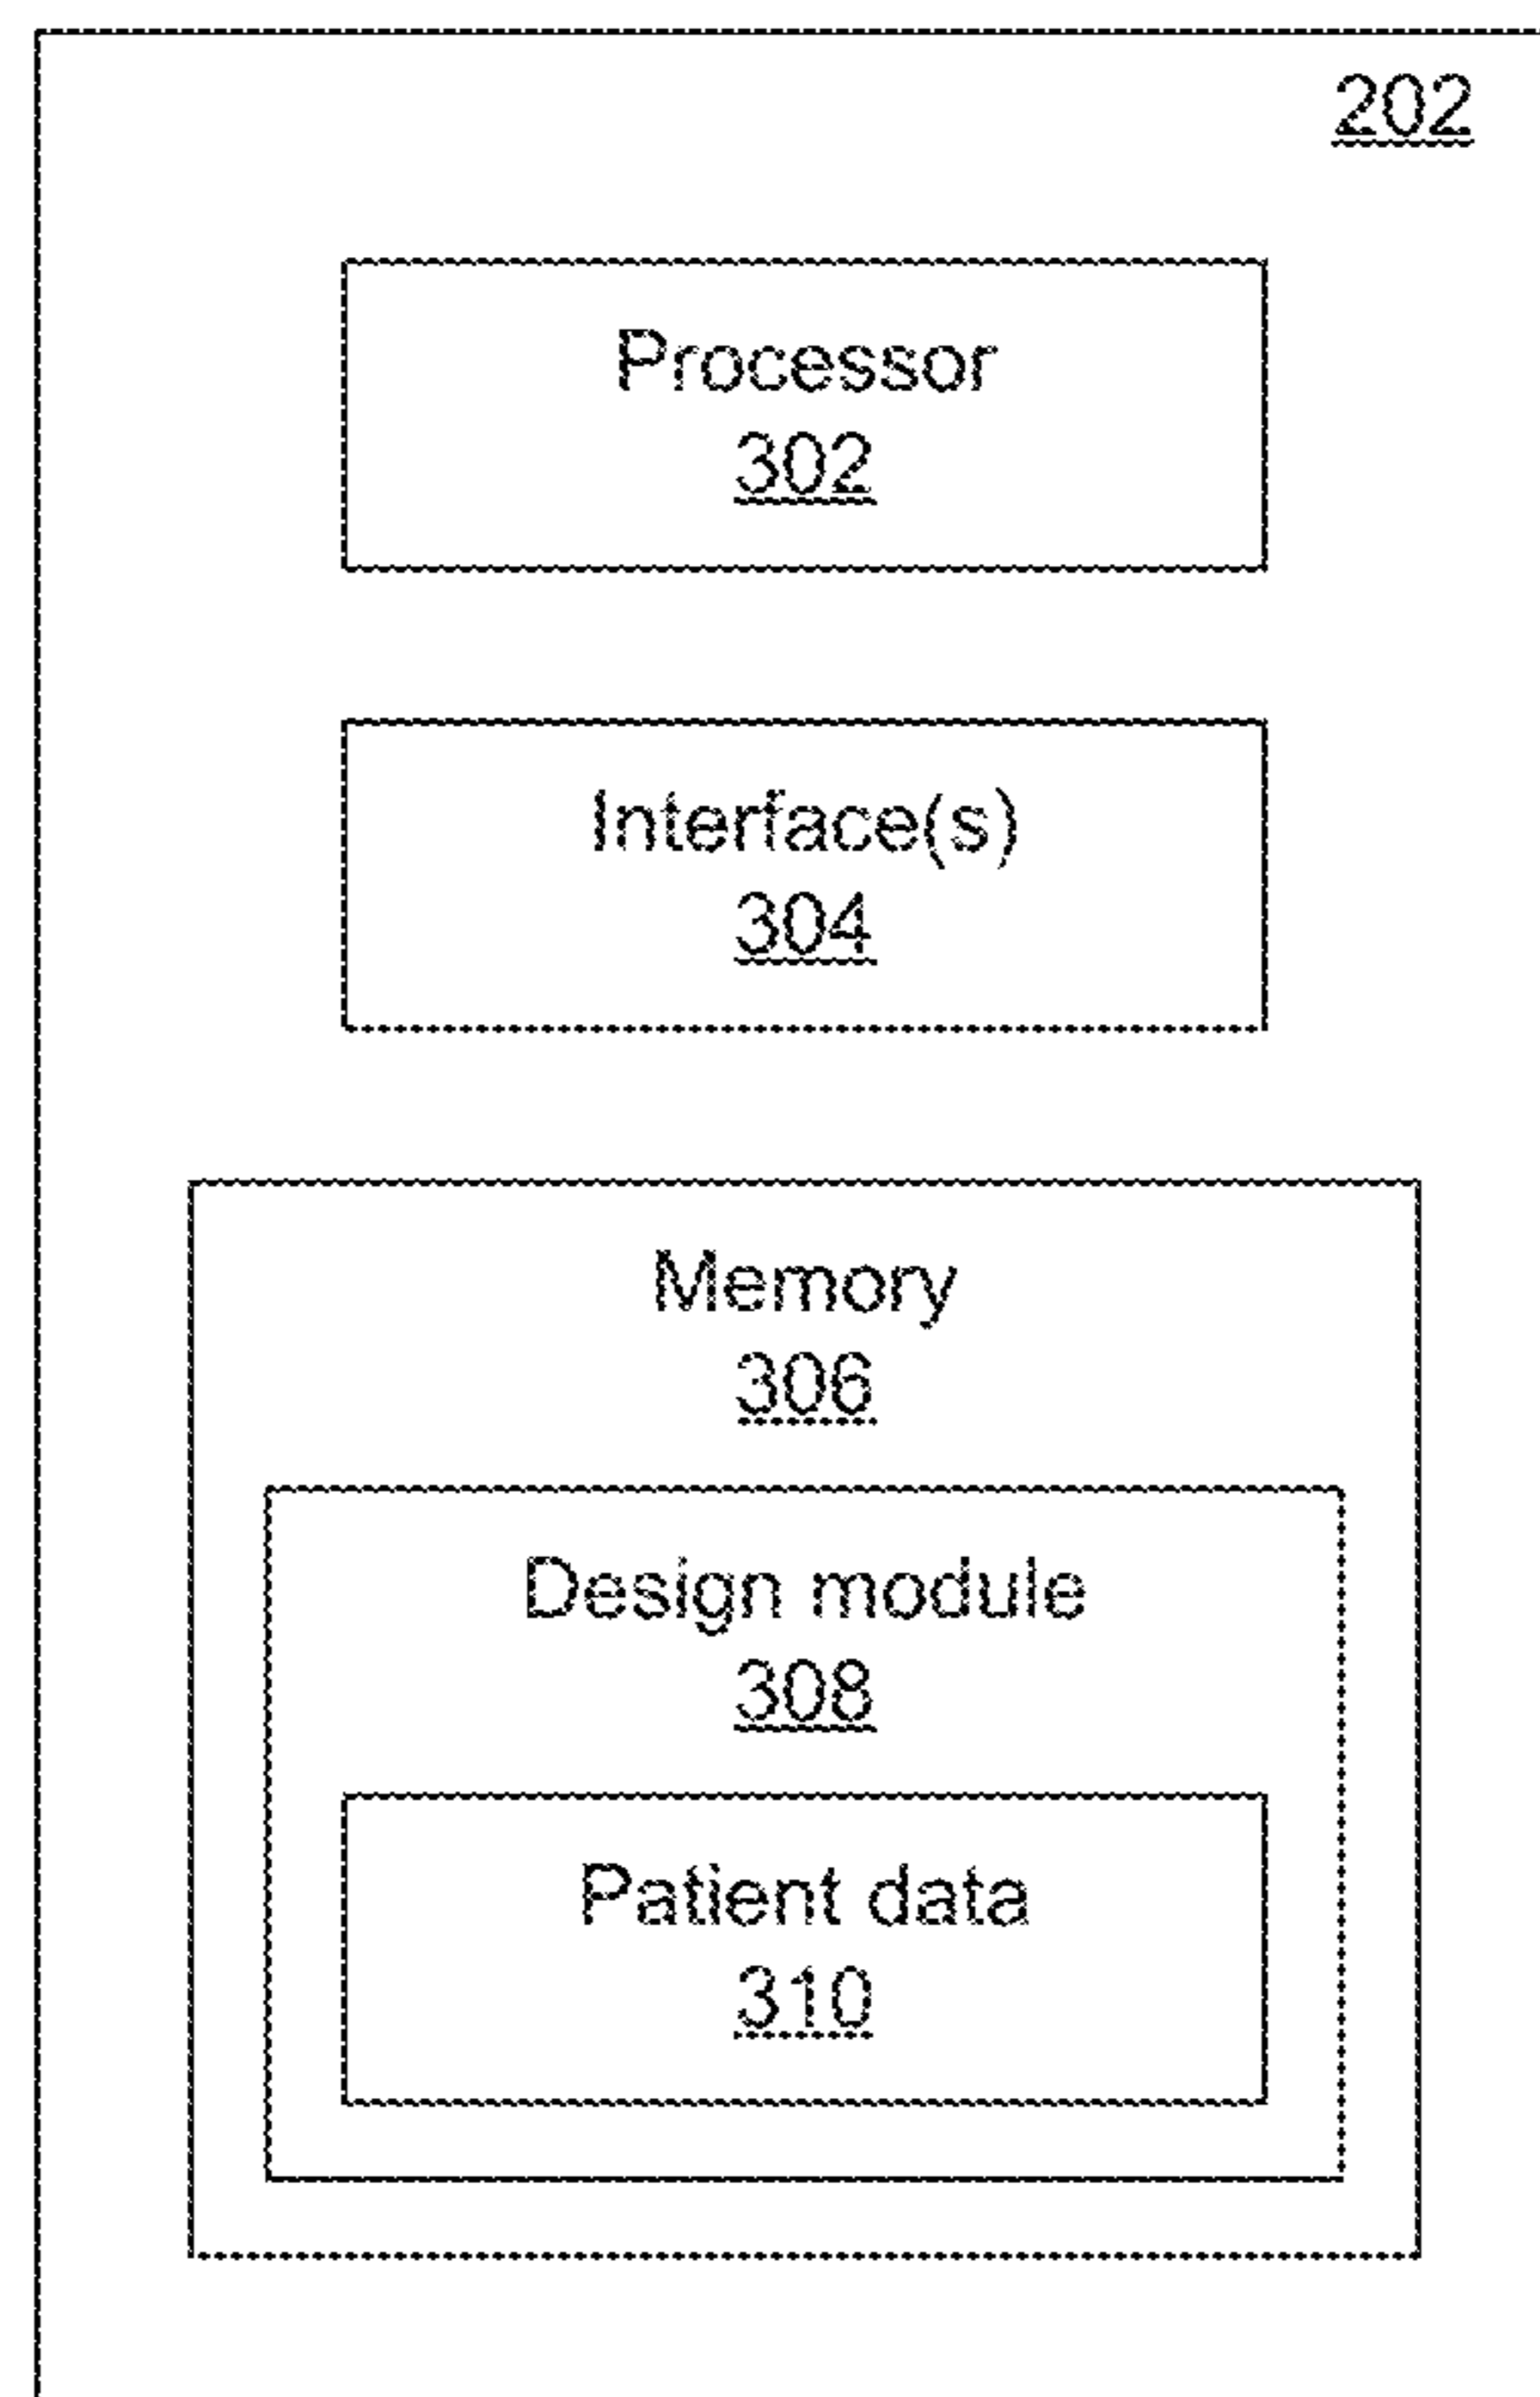 202
Processor
302
Interface(s)
304
Memory
306
Design module
308
Patient data
310